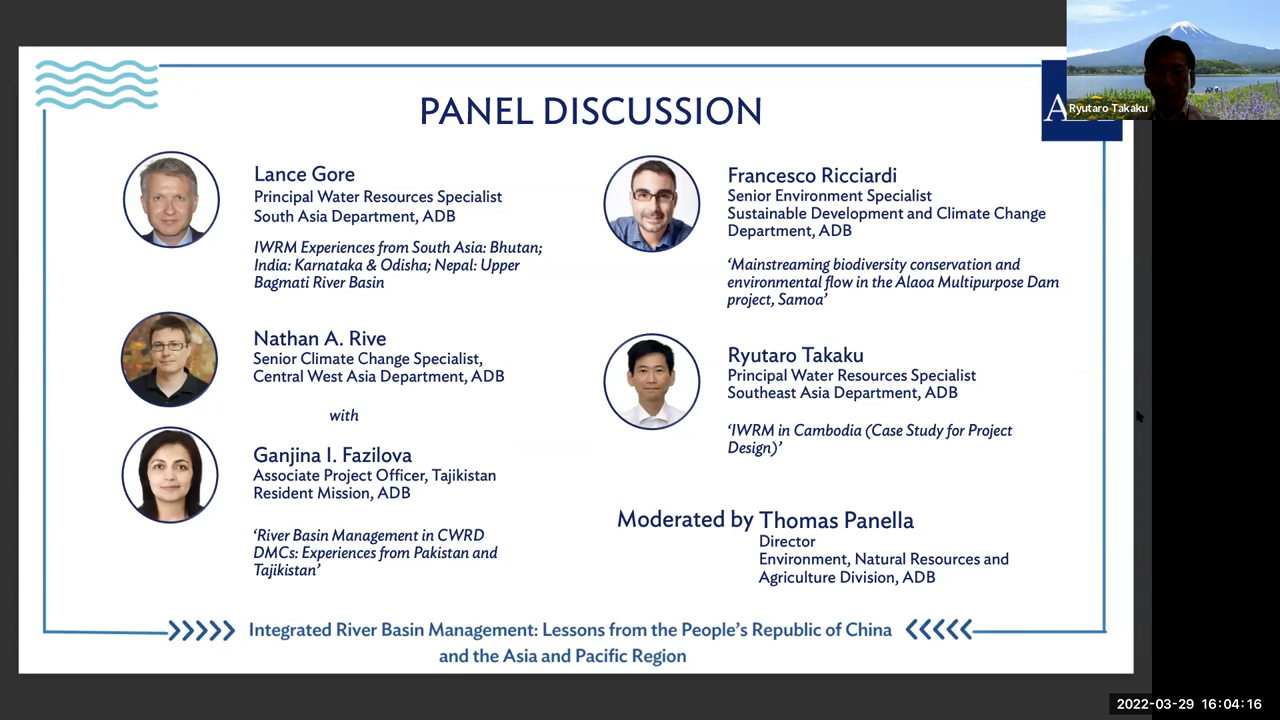 PANEL DISCUSSION
Lance Gore
Principal Water Resources Specialist
South Asia Department, ADB
IWRM Experiences from South Asia: Bhutan;
India: Karnataka & Odisha; Nepal: Upper
Bagmati River Basin
Nathan A. Rive
Senior Climate Change Specialist,
Central West Asia Department, ADB
with
Ganjina I. Fazilova
Associate Project Officer, Tajikistan
Resident Mission, ADB
‘River Basin Management in CWRD
DMCs: Experiences from Pakistan and
Tajikistan’
Francesco Ricciardi
Senior Environment Specialist
Sustainable Development and Climate Change
Department, ADB
‘Mainstreaming biodiversity conservation and
environmental flow in the Alaoa Multipurpose Dam
project, Samoa’
Ryutaro Takaku
Principal Water Resources Specialist
Southeast Asia Department, ADB
‘IWRM in Cambodia (Case Study for Project
Design)’
Moderated by Thomas Panella
Director
Environment, Natural Resources and
Agriculture Division, ADB
Integrated River Basin Management: Lessons from the People’s Republic of China
and the Asia and Pacific Region
Ryutaro Takaku
2022-03-29 16:04:16